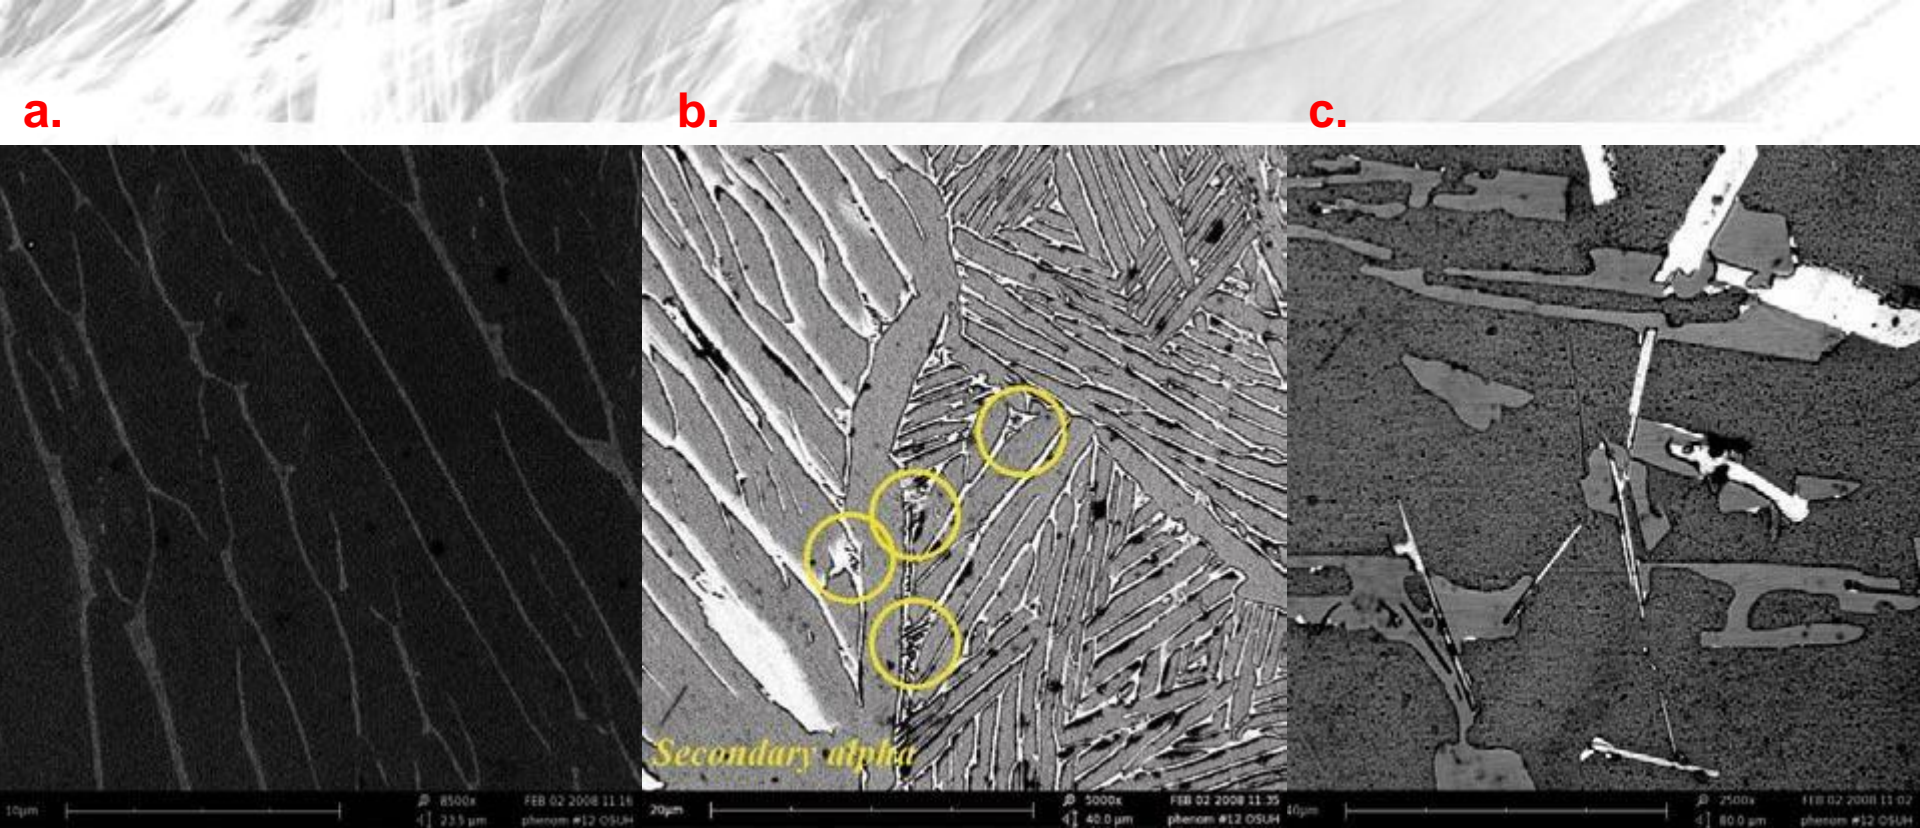 a.
b.
c.
Secondary alpha
10µm
8500x
FEB 02 2008 11:16
23.5 µm
phenom #12 OSUH
20µm
5000x
FEB 02 2008 11:35
40.0 µm
phenom #12 OSUH
40µm
2500x
FEB 02 2008 11:02
80.0 µm
phenom #12 OSUH